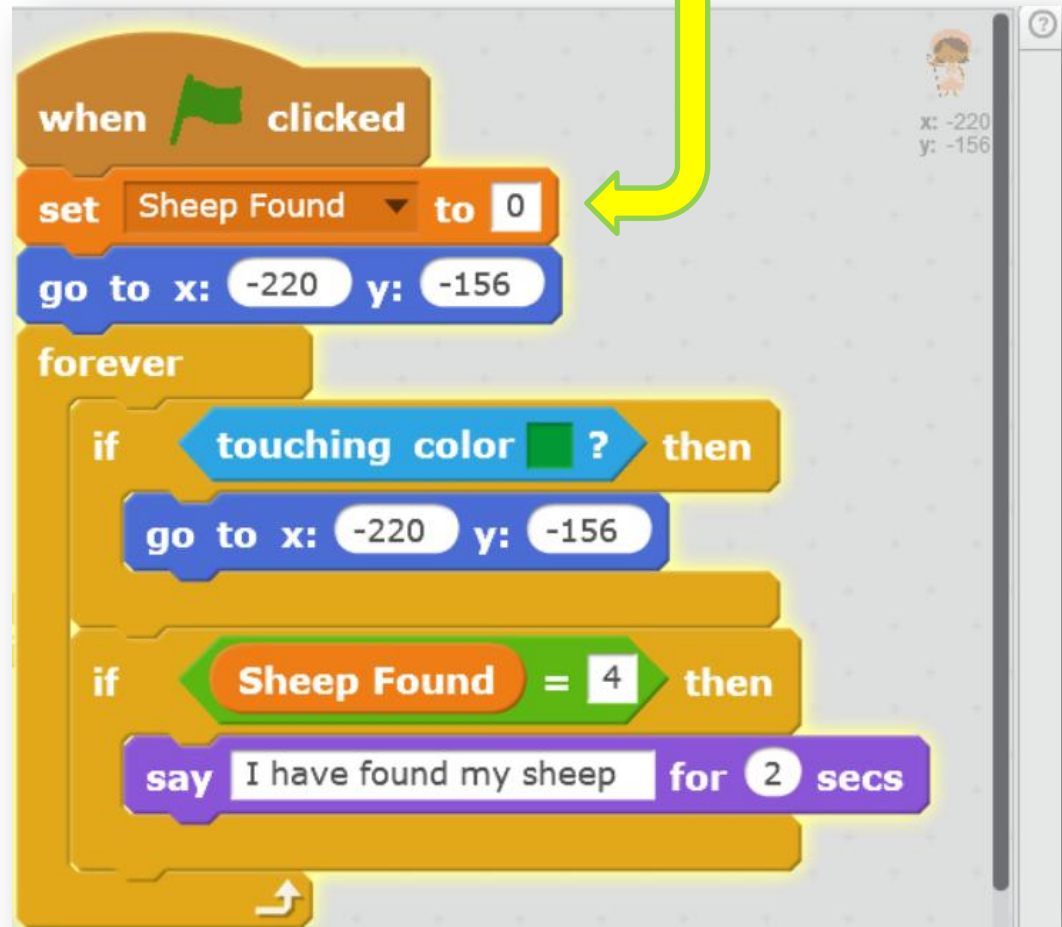 when clicked
x: -220
y: -156
set Sheep Found to 0
go to x: -220 y: -156
forever
if touching color ? then
go to x: -220 y: -156
if Sheep Found = 4 then
say I have found my sheep for 2 secs
?